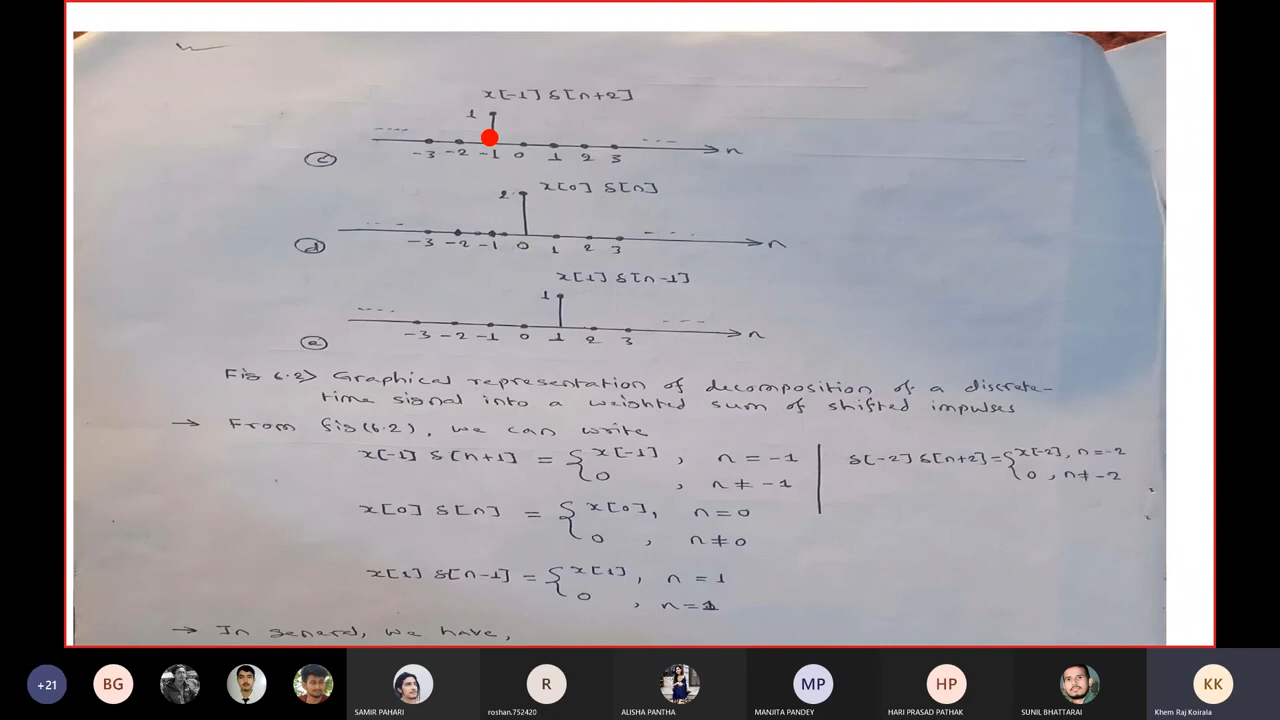 x[-1] δ[n+2]
1
---- - - -
-3 -2 -1 0 1 2 3 n
(c)
x[0] δ[n]
2
-3 -2 -1 0 1 2 3 n
(d)
x[1] δ[n-1]
1
-3 -2 -1 0 1 2 3 n
(e)
Fig 6.2> Graphical representation of decomposition of a discrete-
time signal into a weighted sum of shifted impulses
→ From fig(6.2), we can write
x[-1] δ[n+1] = { x[-1], n = -1
0 , n ≠ -1
δ[-2] δ[n+2] = { x[-2], n = -2
0 , n ≠ -2
x[0] δ[n] = { x[0], n = 0
0 , n ≠ 0
x[1] δ[n-1] = { x[1], n = 1
0 , n = 1
→ In general, we have,
+21 BG R MP HP KK
SAMIR PAHARI roshan.752420 ALISHA PANTHA MANJITA PANDEY HARI PRASAD PATHAK SUNIL BHATTARAI Khem Raj Koirala